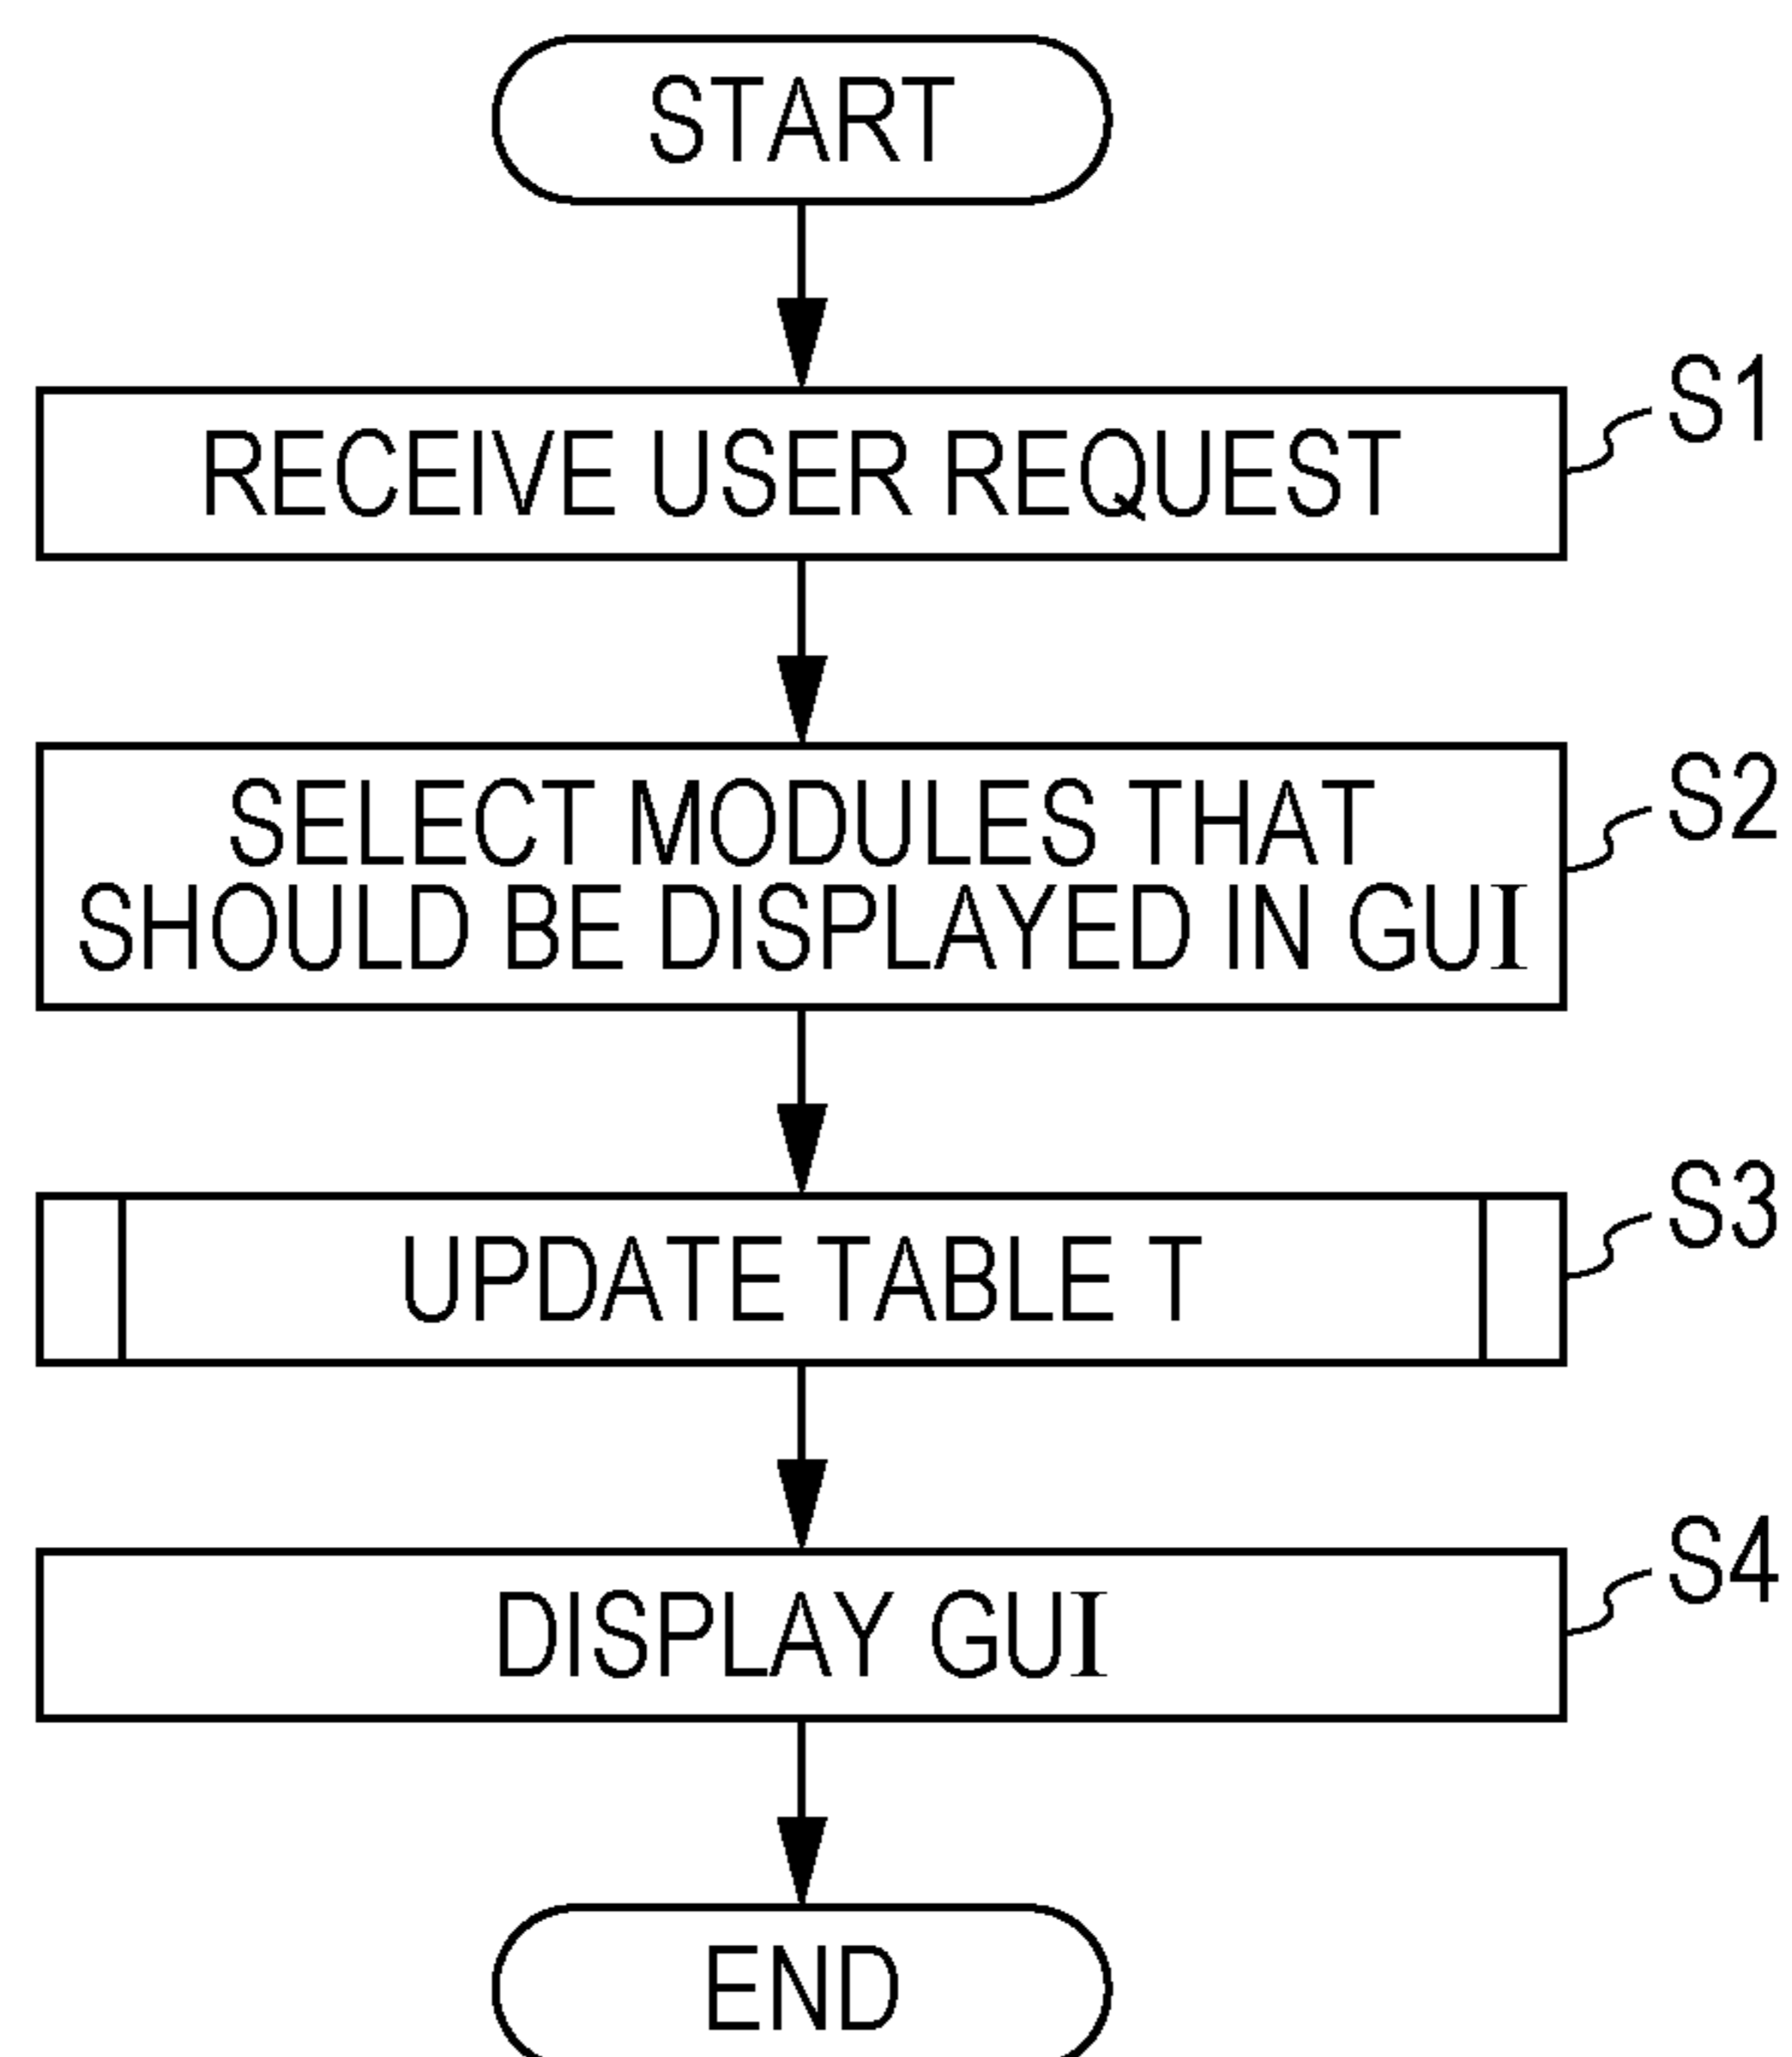 START
RECEIVE USER REQUEST
S1
SELECT MODULES THAT
SHOULD BE DISPLAYED IN GUI
S2
UPDATE TABLE T
S3
DISPLAY GUI
S4
END